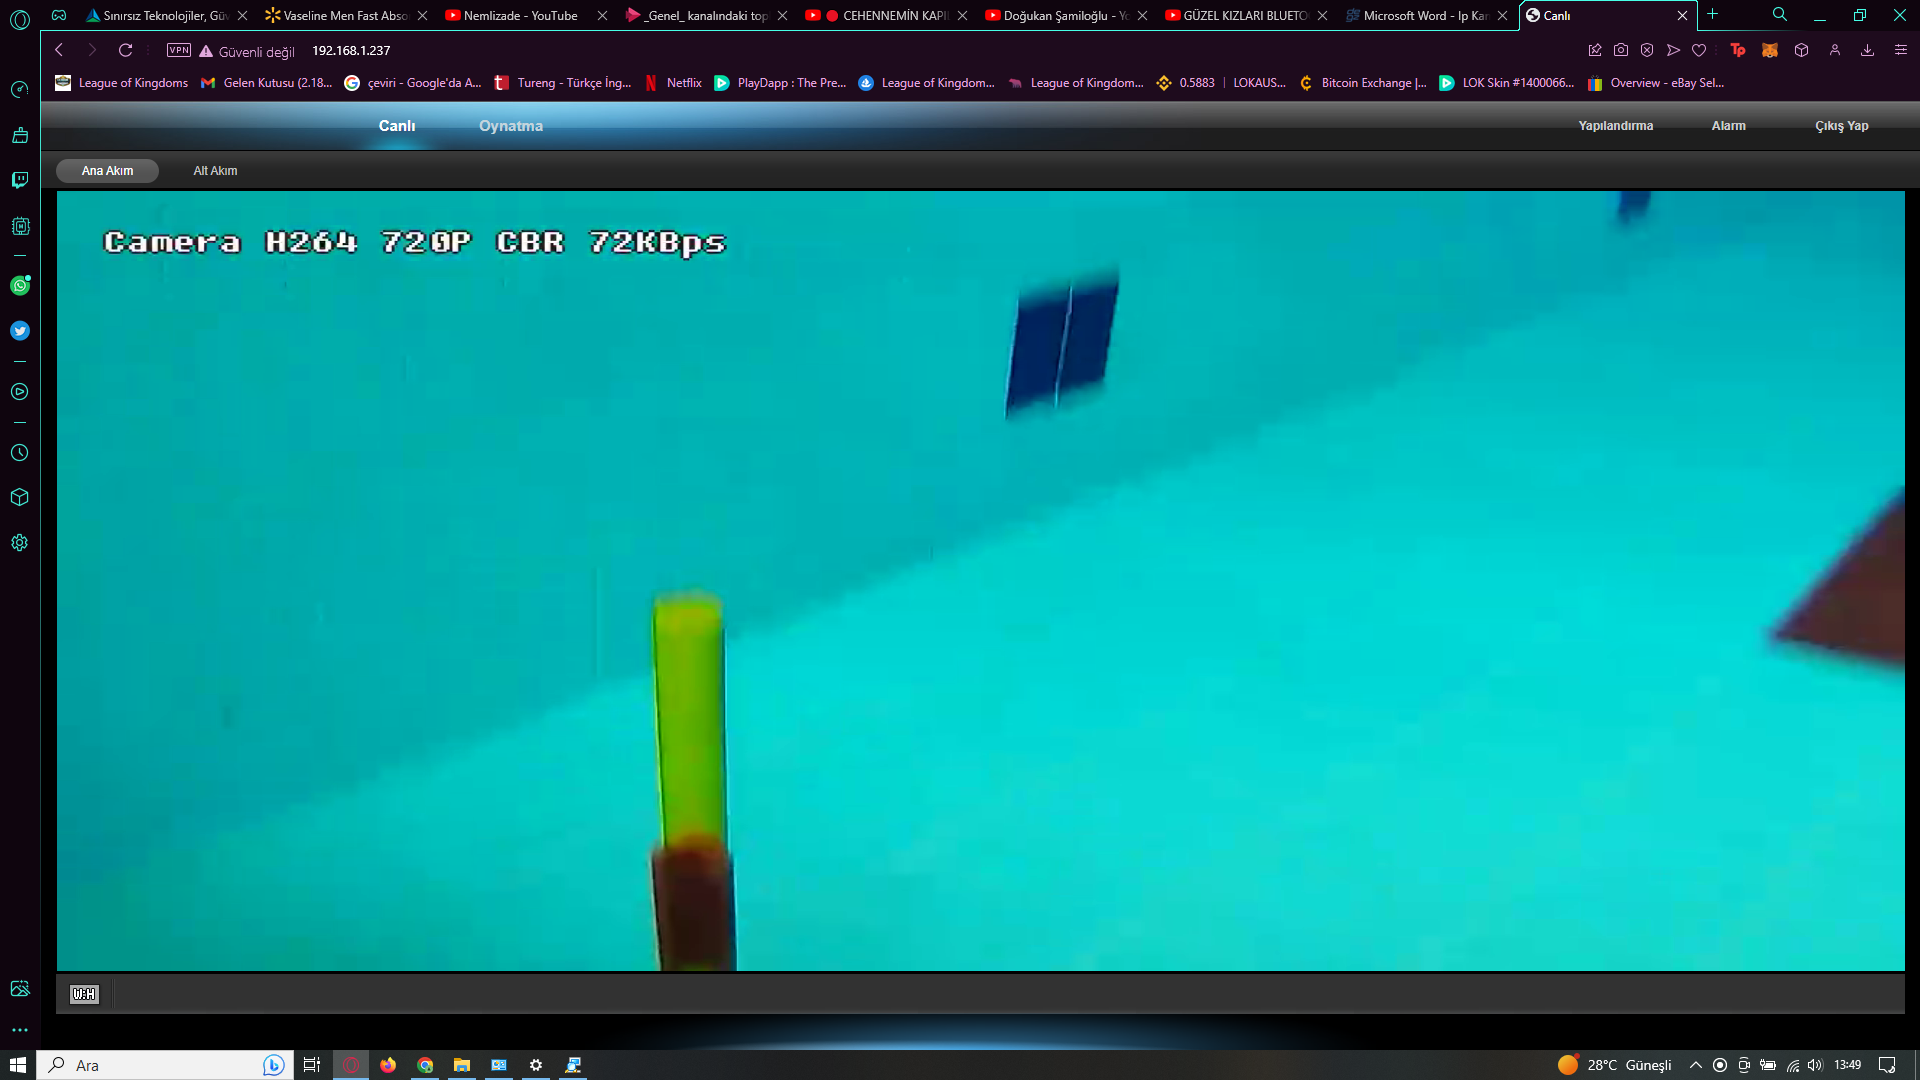 Sınırsız Teknolojiler, Gü
Vaseline Men Fast Abso
Nemlizade - YouTube
_Genel_ kanalındaki top
CEHENNEMİN KAPI
Doğukan Şamiloğlu - Yo
GÜZEL KIZLARI BLUETO
Microsoft Word - Ip Ka
Canlı
VPN
Güvenli değil
192.168.1.237
League of Kingdoms
Gelen Kutusu (2.18...
çeviri - Google'da A...
Tureng - Türkçe İng...
Netflix
PlayDapp : The Pre...
League of Kingdom...
League of Kingdom...
0.5883 | LOKAUS...
Bitcoin Exchange |...
LOK Skin #1400066...
Overview - eBay Sel...
Canlı
Oynatma
Yapılandırma
Alarm
Çıkış Yap
Ana Akım
Alt Akım
Camera H264 720P CBR 72KBps
W:H
Ara
28°C Güneşli
13:49